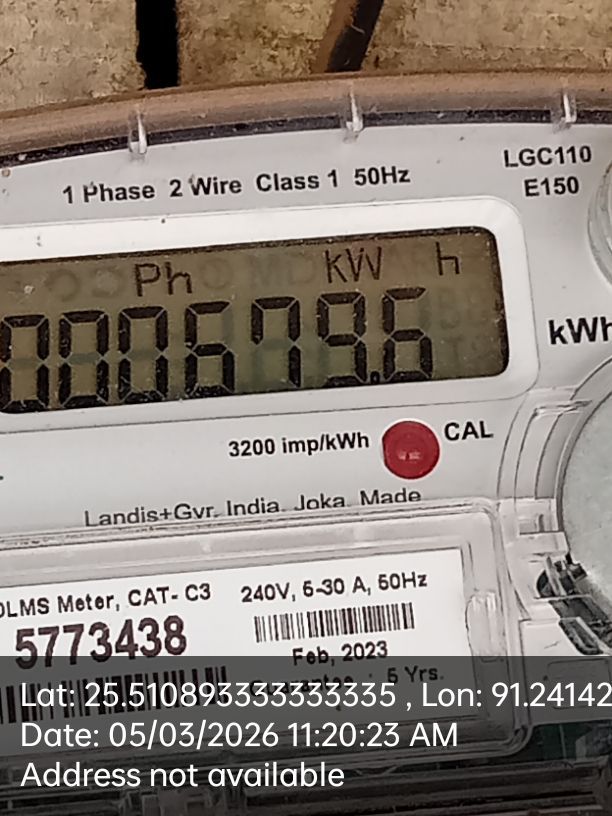 1 Phase 2 Wire Class 1 50Hz
LGC110
E150
Ph kW h
000679.6
kWh
3200 imp/kWh
CAL
Landis+Gyr, India, Joka, Made
DLMS Meter, CAT- C3
240V, 5-30 A, 50Hz
5773438
Feb, 2023
5 Yrs.
Lat: 25.510893333333335 , Lon: 91.24142
Date: 05/03/2026 11:20:23 AM
Address not available